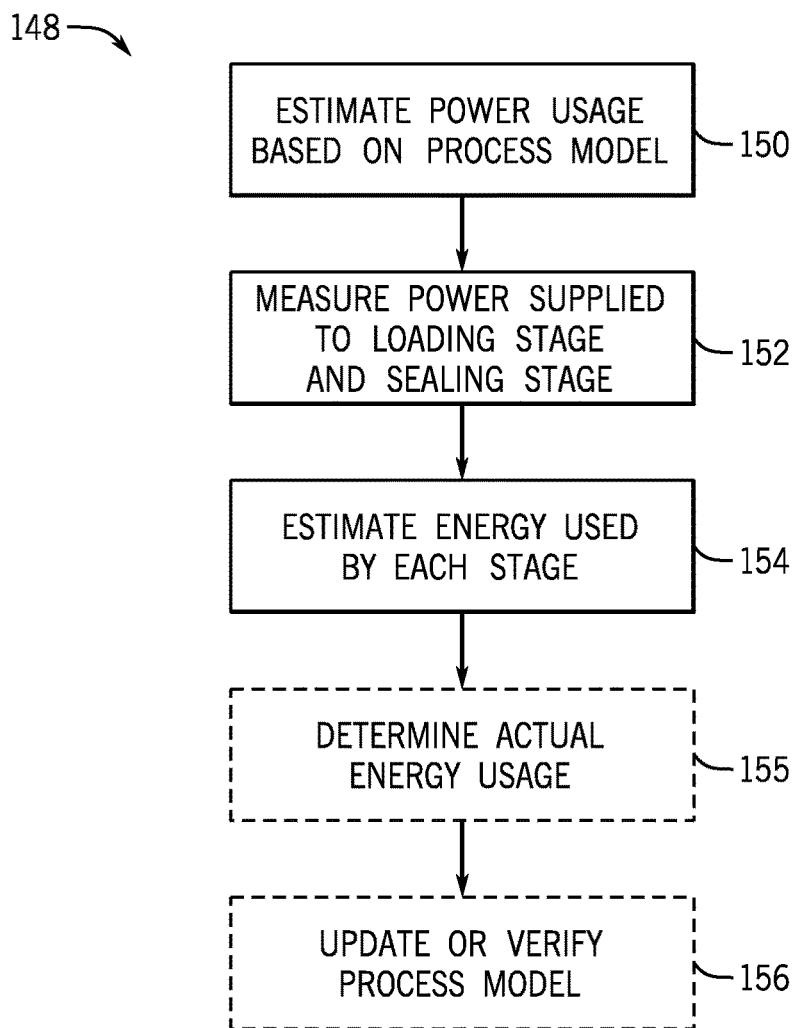 148
ESTIMATE POWER USAGE
BASED ON PROCESS MODEL
150
MEASURE POWER SUPPLIED
TO LOADING STAGE
AND SEALING STAGE
152
ESTIMATE ENERGY USED
BY EACH STAGE
154
DETERMINE ACTUAL
ENERGY USAGE
155
UPDATE OR VERIFY
PROCESS MODEL
156